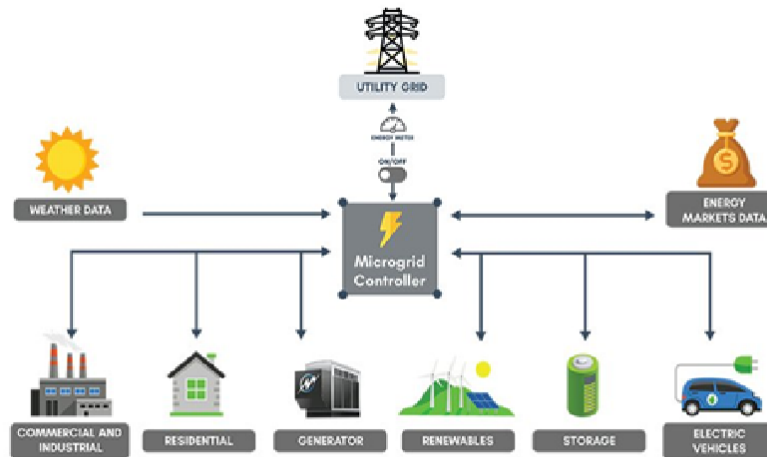 UTILITY GRID
ENERGY METER
ON/OFF
WEATHER DATA
ENERGY
MARKETS DATA
Microgrid
Controller
COMMERCIAL AND
INDUSTRIAL
RESIDENTIAL
GENERATOR
RENEWABLES
STORAGE
ELECTRIC
VEHICLES